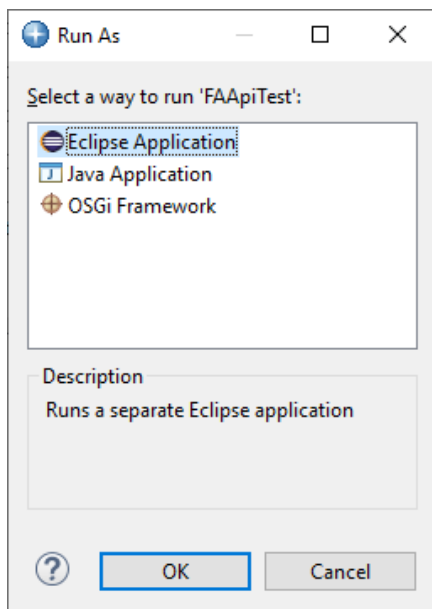 Run As
Select a way to run 'FAApiTest':
Eclipse Application
Java Application
OSGi Framework
Description
Runs a separate Eclipse application
OK
Cancel